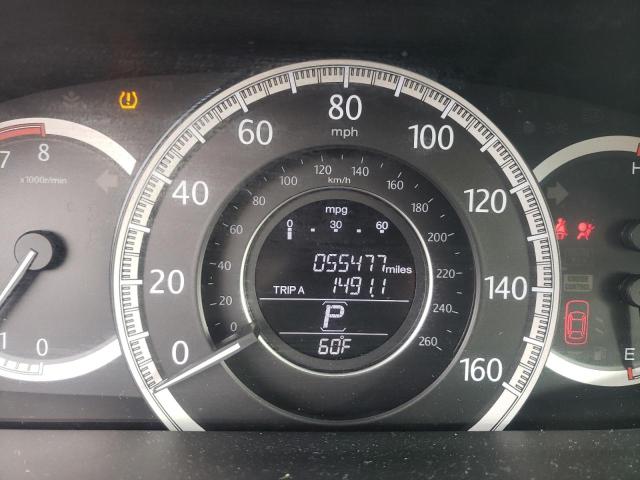 7 8
x1000r/min
1 0
0 20 40 60 80 100 120 140 160
mph
0 20 40 60 80 100 120 140 160 180 200 220 240 260
km/h
mpg
0 30 60
055477 miles
TRIP A 1491.1
P
60°F
H
E